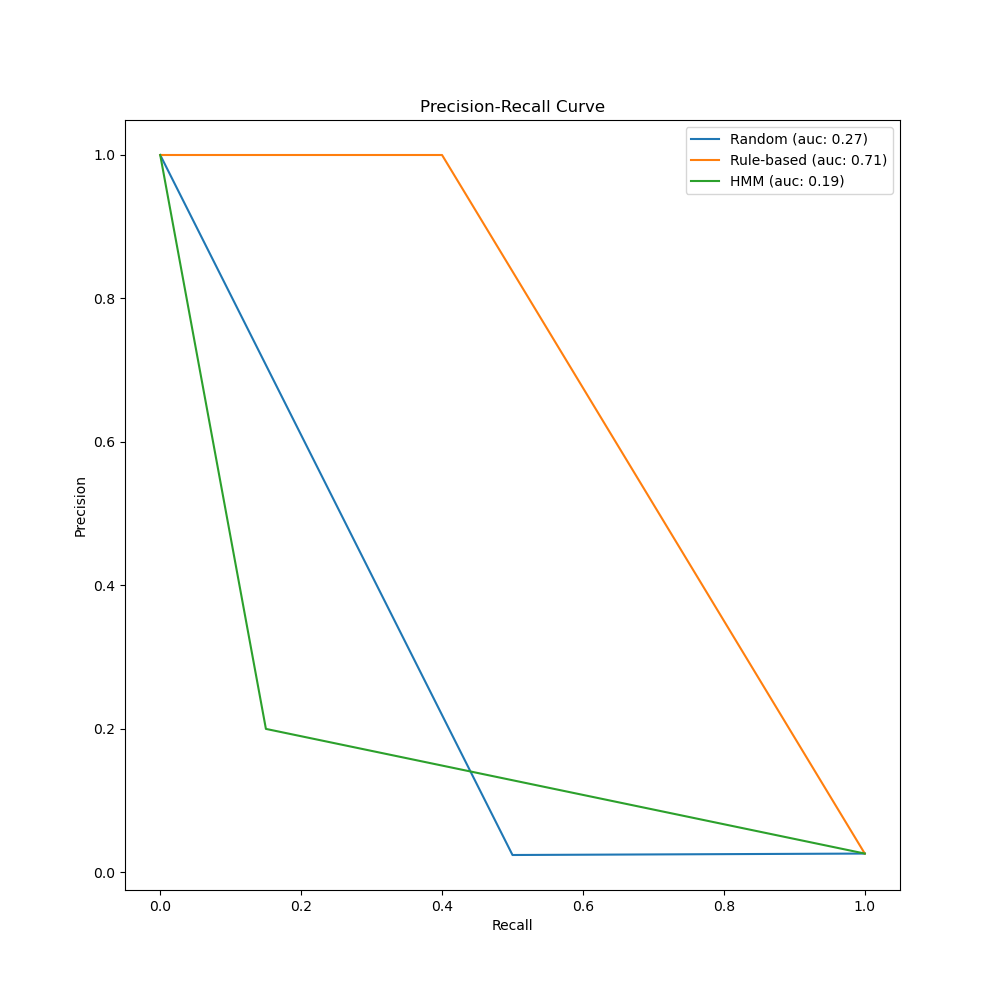 Precision-Recall Curve
Random (auc: 0.27)
Rule-based (auc: 0.71)
HMM (auc: 0.19)
Precision
1.0
0.8
0.6
0.4
0.2
0.0
0.0 0.2 0.4 0.6 0.8 1.0
Recall